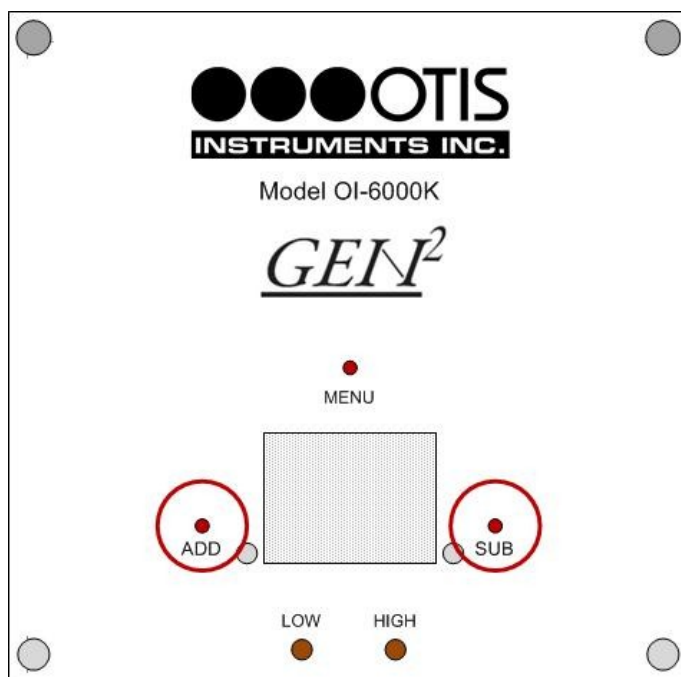 OTIS
INSTRUMENTS INC.
Model OI-6000K
GEN²
MENU
ADD
SUB
LOW
HIGH